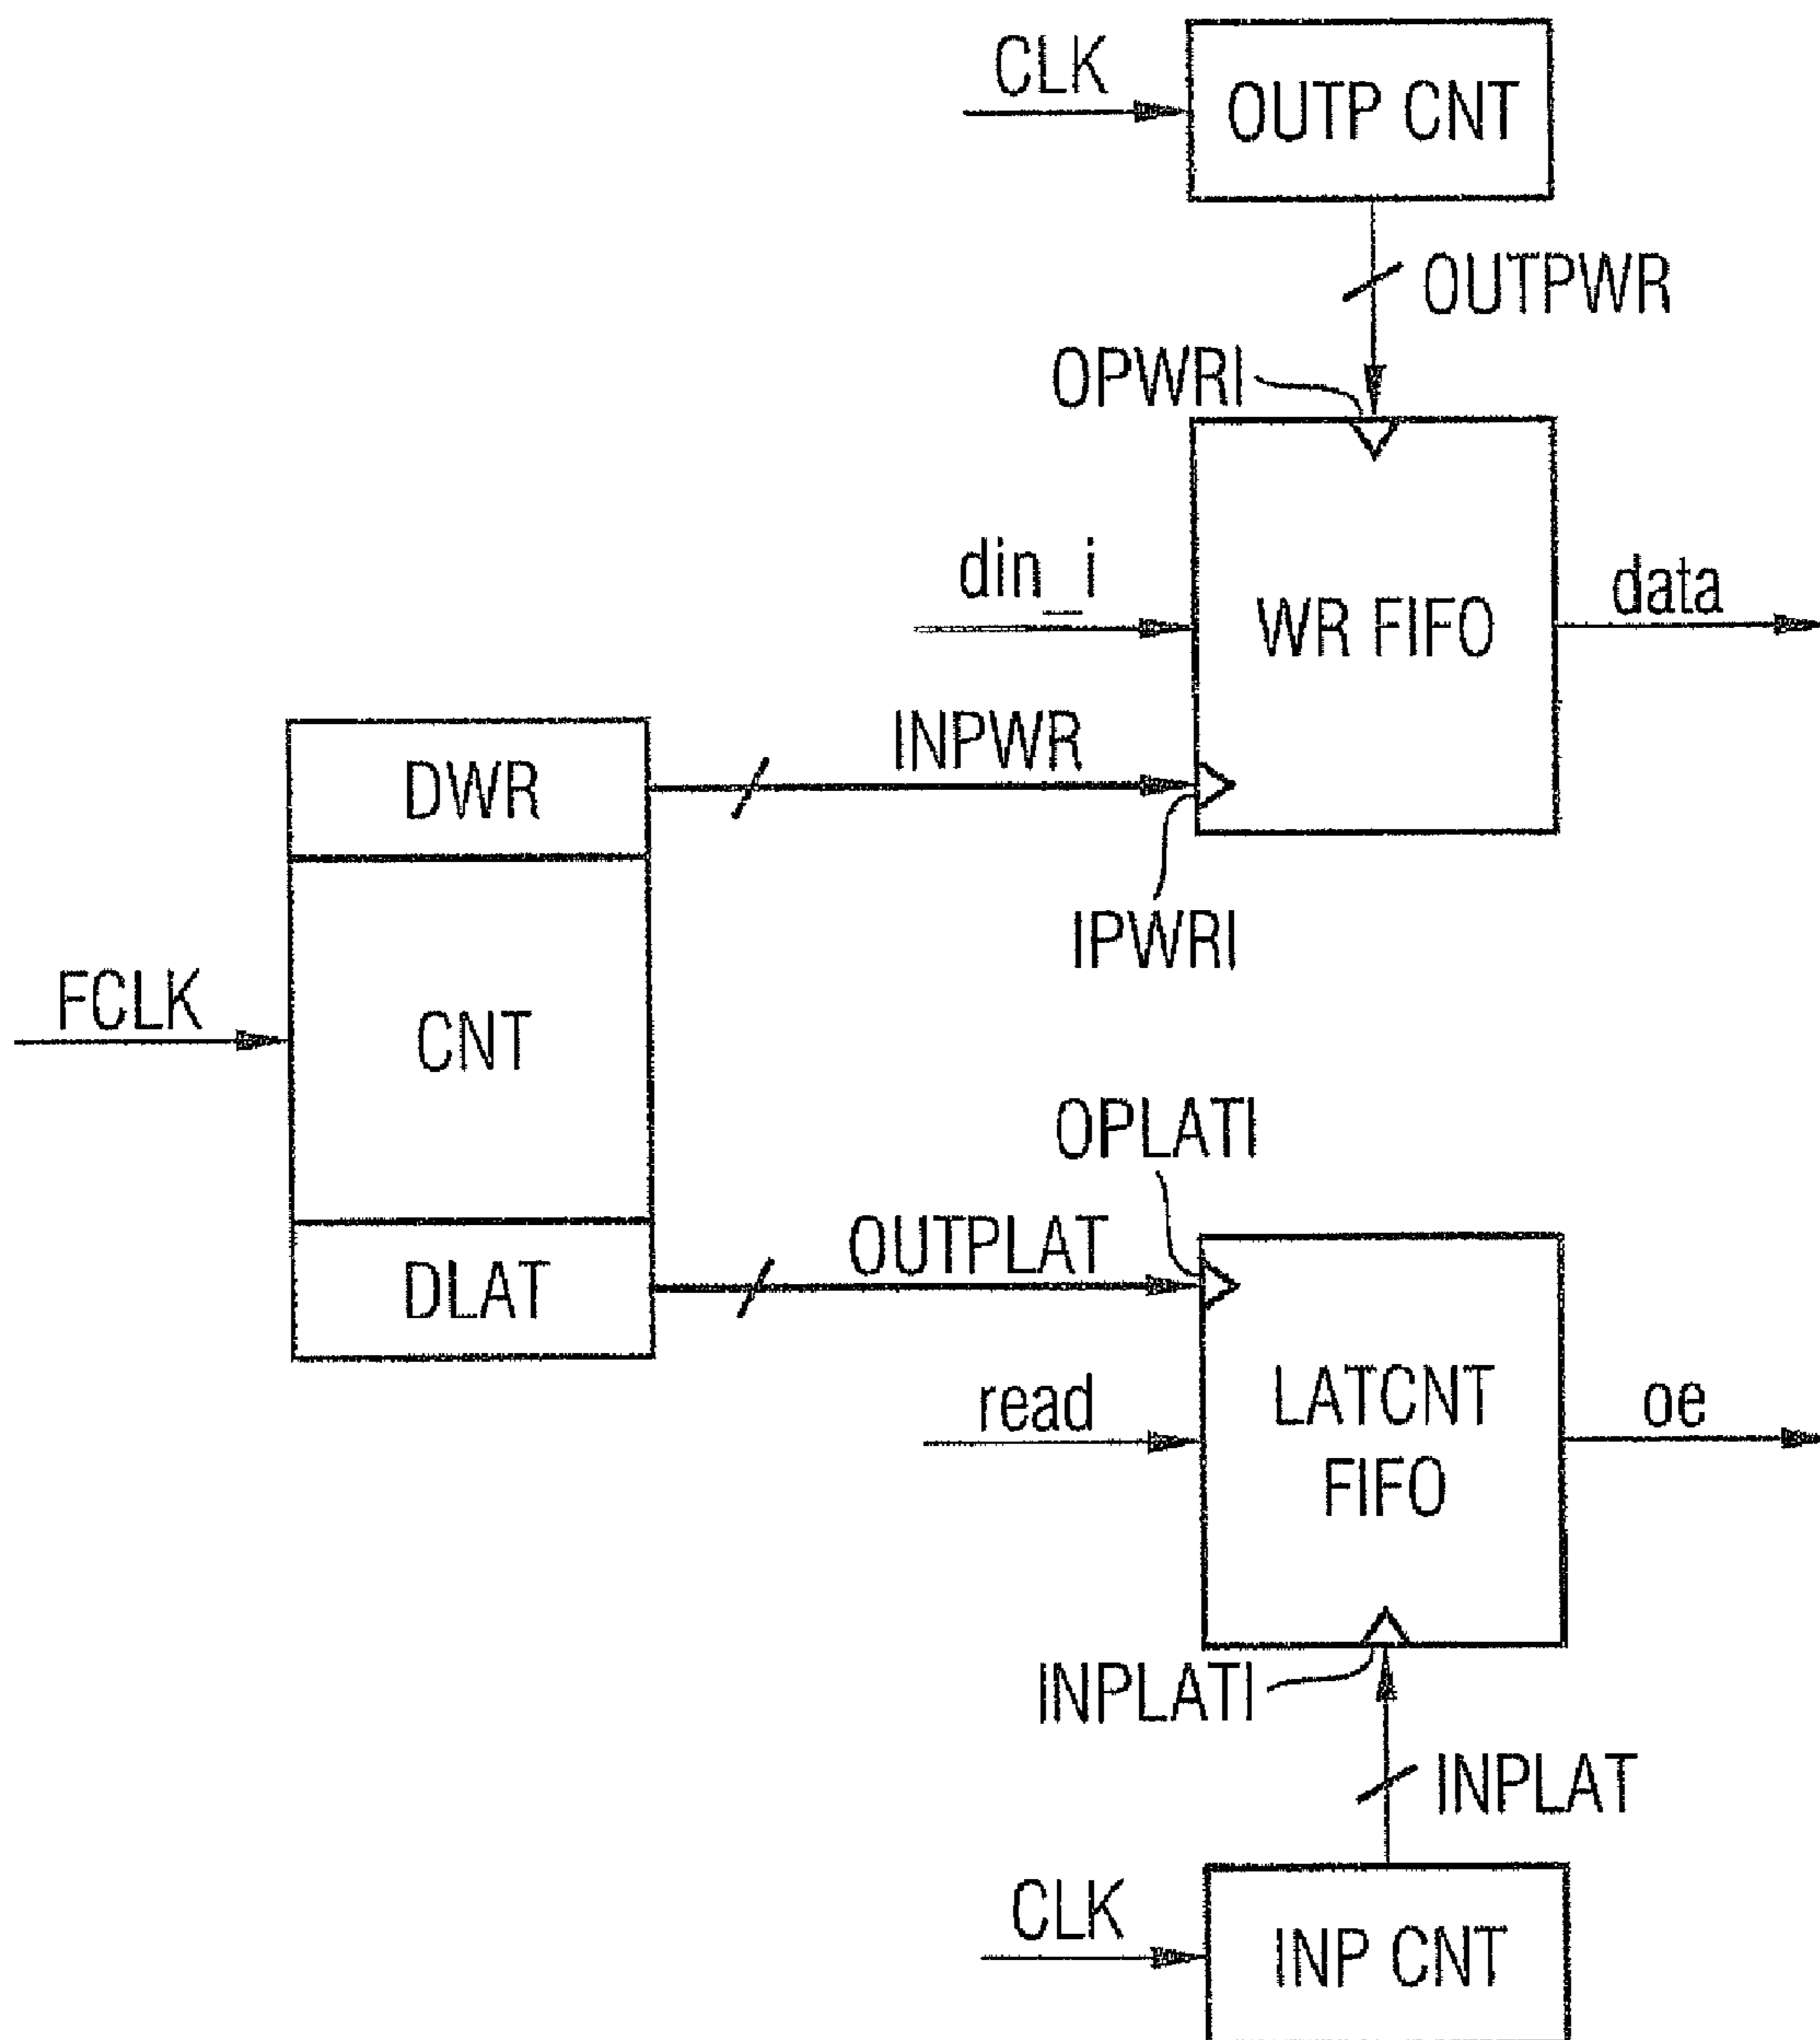 CLK
OUTP CNT
OUTPWR
OPWRI
din_i
WR FIFO
data
DWR
INPWR
IPWRI
FCLK
CNT
OPLATI
OUTPLAT
DLAT
read
LATCNT
FIFO
oe
INPLATI
INPLAT
CLK
INP CNT